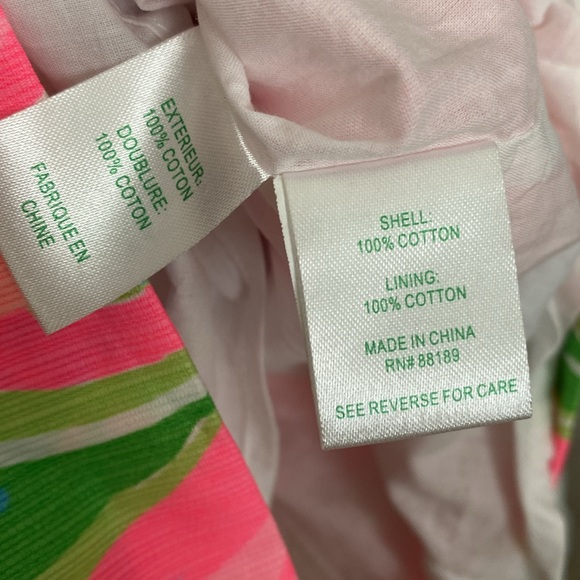 EXTERIEUR:
100% COTON
DOUBLURE:
100% COTON
FABRIQUE EN
CHINE
SHELL:
100% COTTON
LINING:
100% COTTON
MADE IN CHINA
RN# 88189
SEE REVERSE FOR CARE